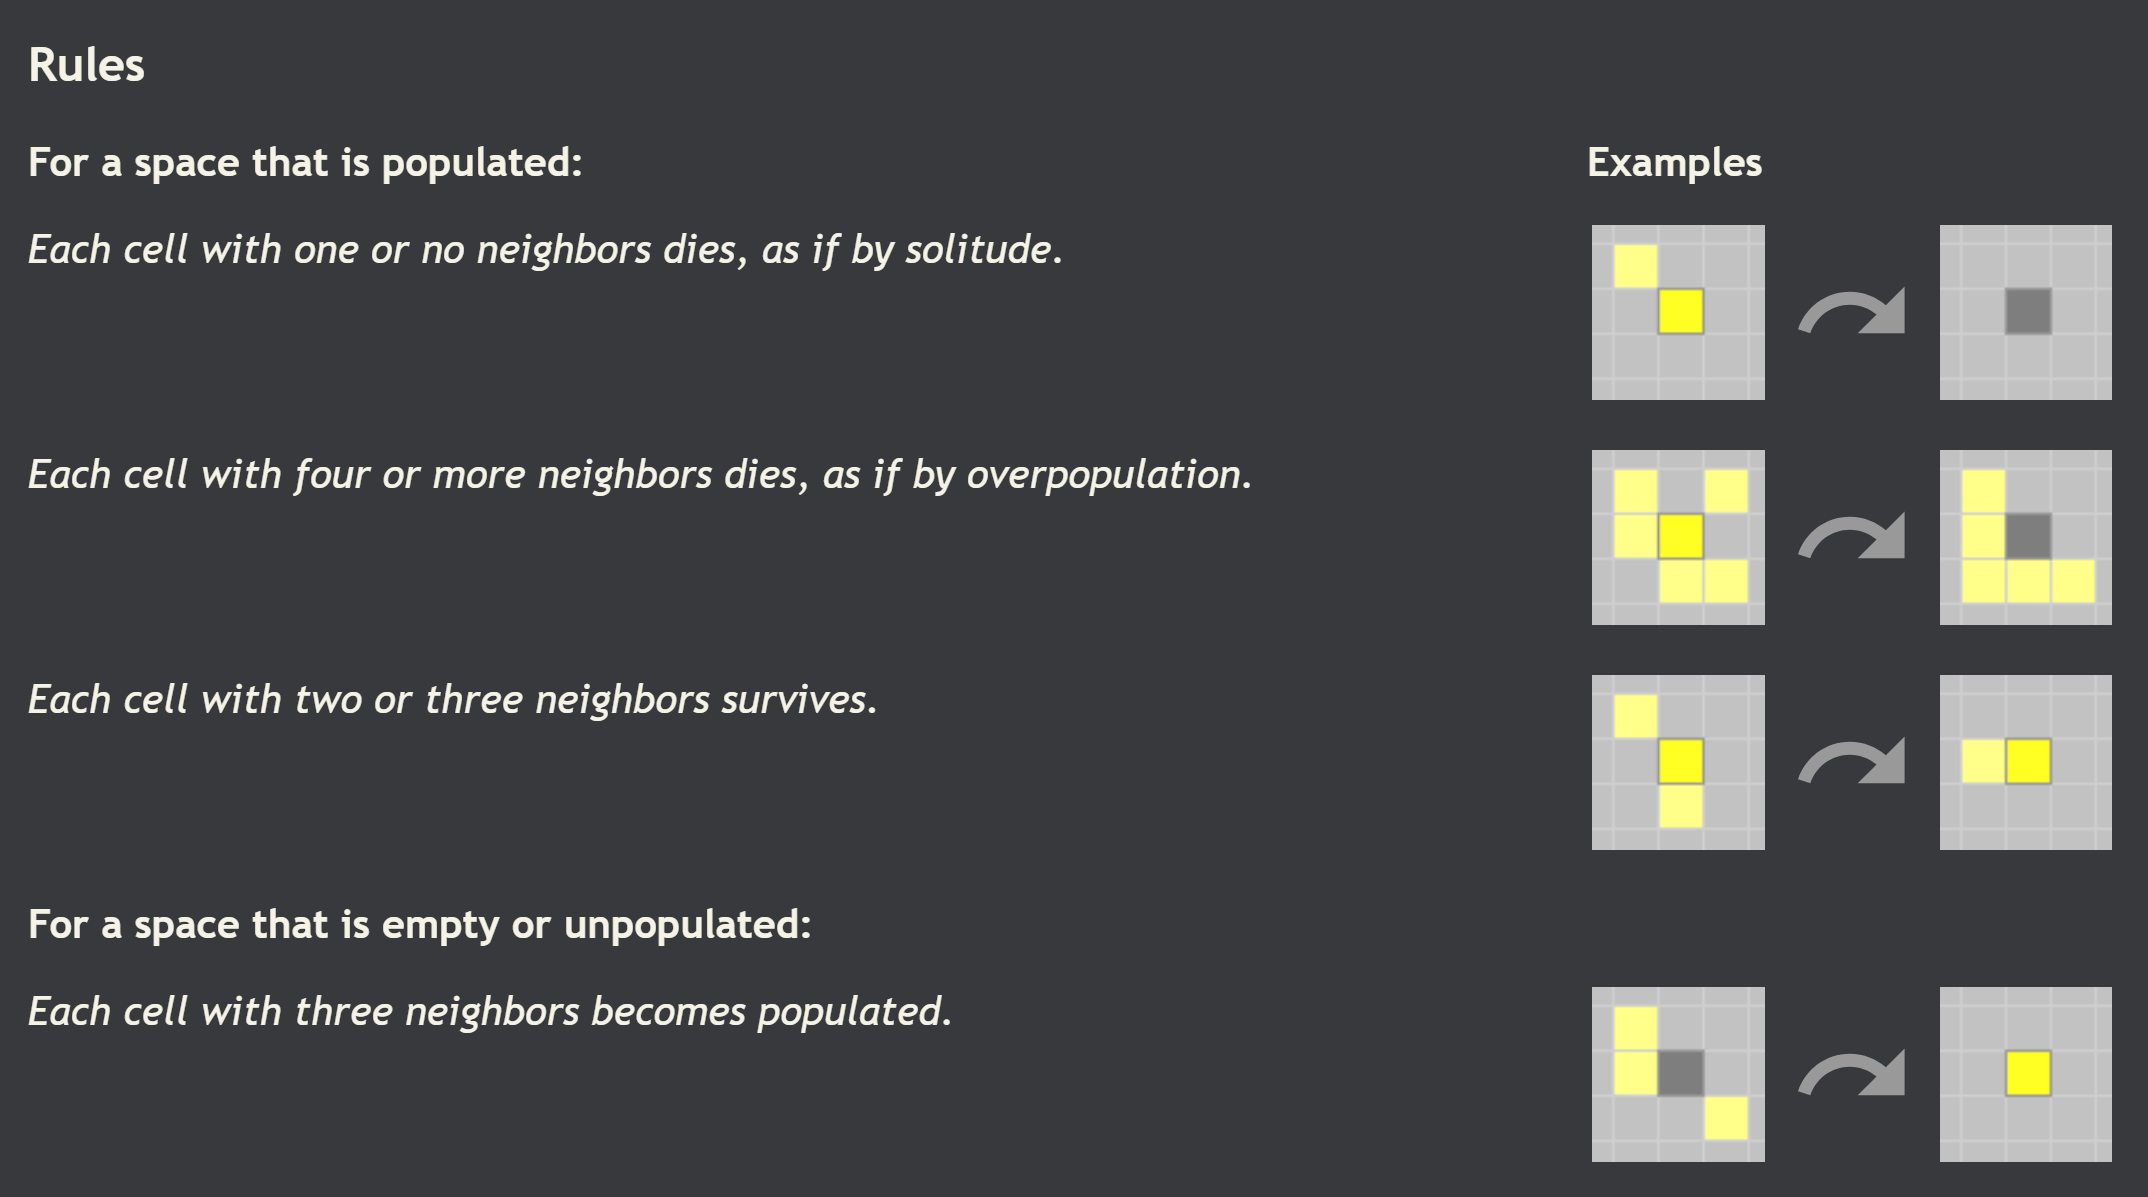 Rules
For a space that is populated:
Examples
Each cell with one or no neighbors dies, as if by solitude.
Each cell with four or more neighbors dies, as if by overpopulation.
Each cell with two or three neighbors survives.
For a space that is empty or unpopulated:
Each cell with three neighbors becomes populated.